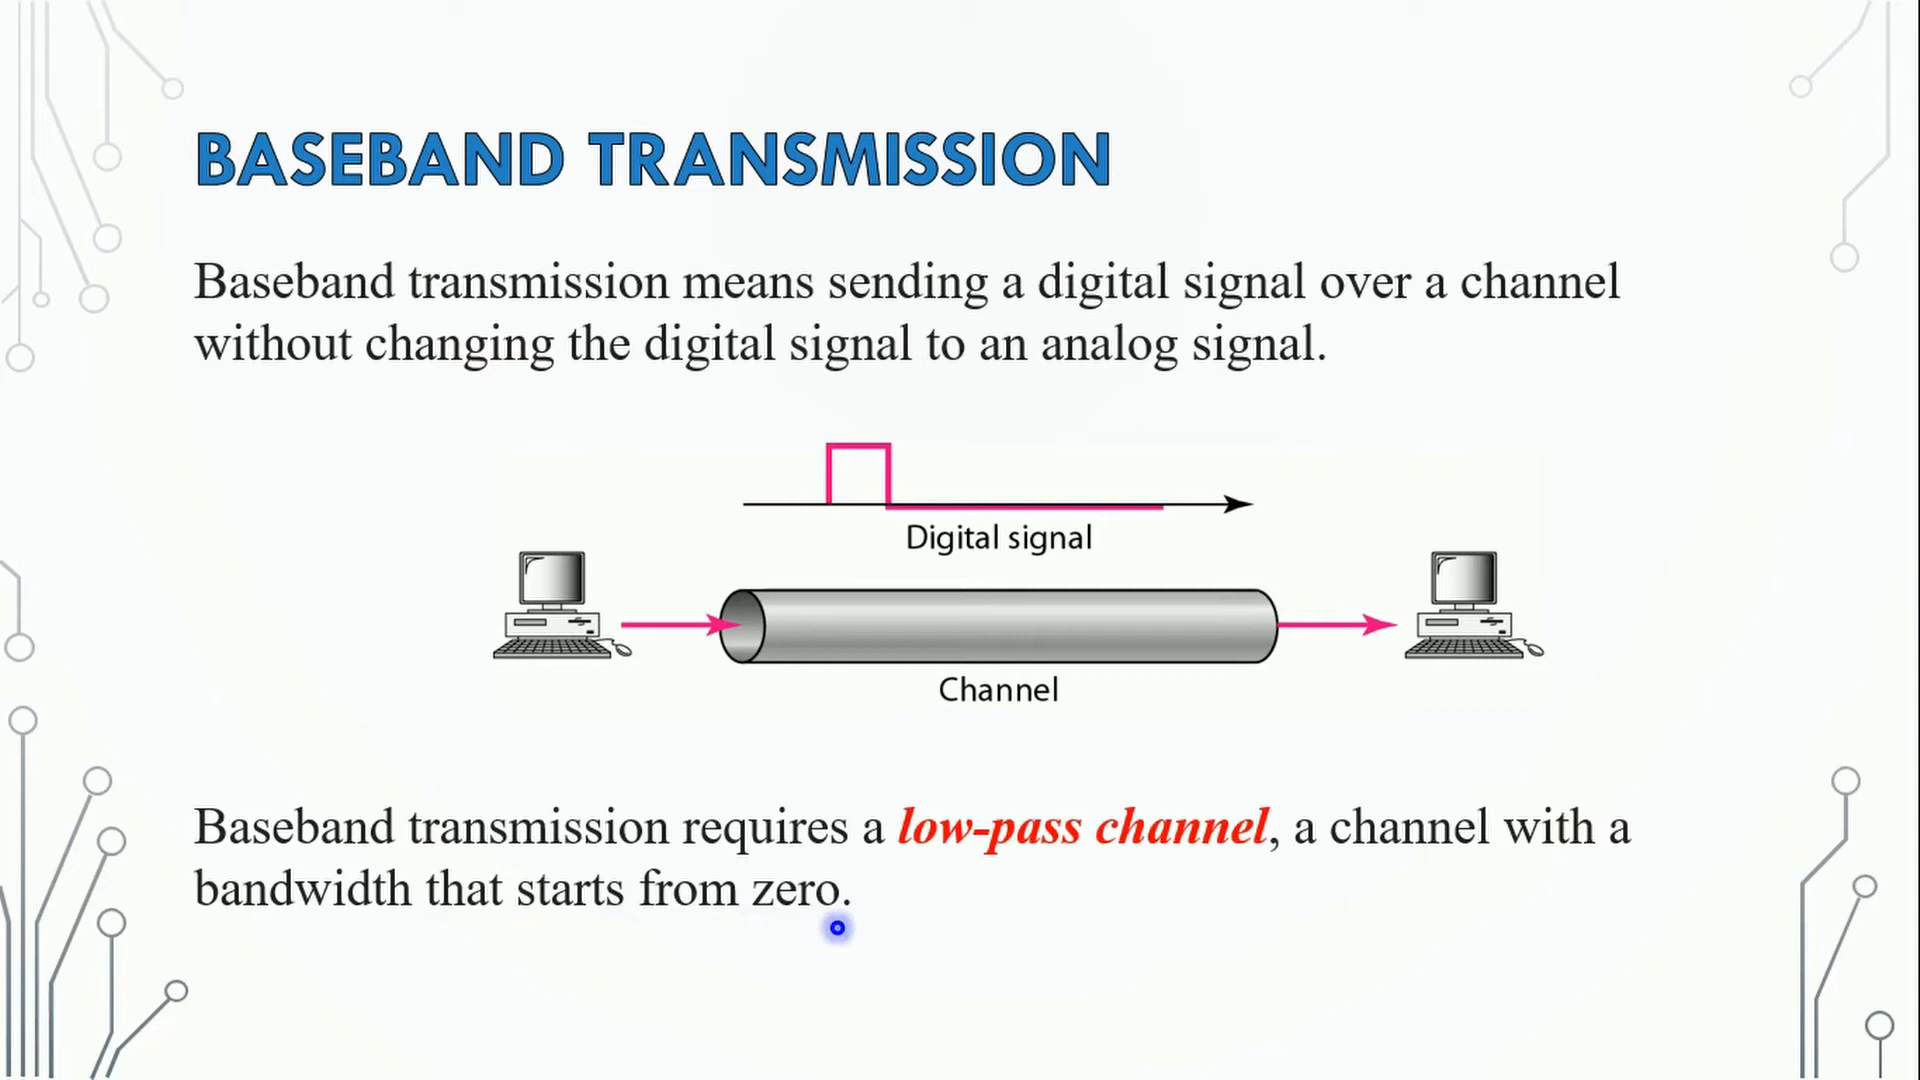 BASEBAND TRANSMISSION
Baseband transmission means sending a digital signal over a channel
without changing the digital signal to an analog signal.
Digital signal
Channel
Baseband transmission requires a low-pass channel, a channel with a
bandwidth that starts from zero.